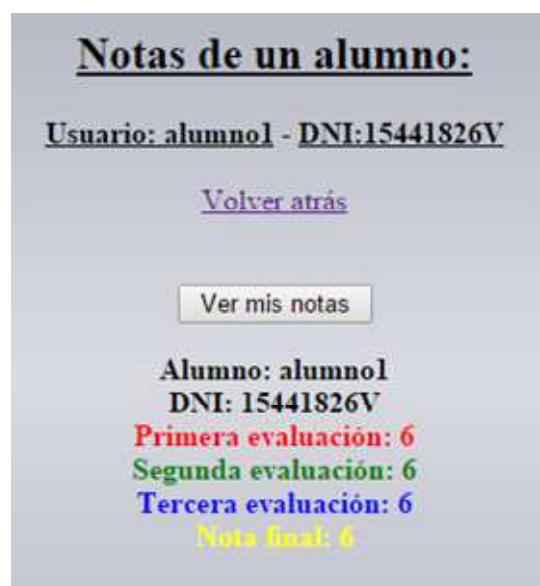 Notas de un alumno:
Usuario: alumno1 - DNI:15441826V
Volver atrás
Ver mis notas
Alumno: alumno1
DNI: 15441826V
Primera evaluación: 6
Segunda evaluación: 6
Tercera evaluación: 6
Nota final: 6